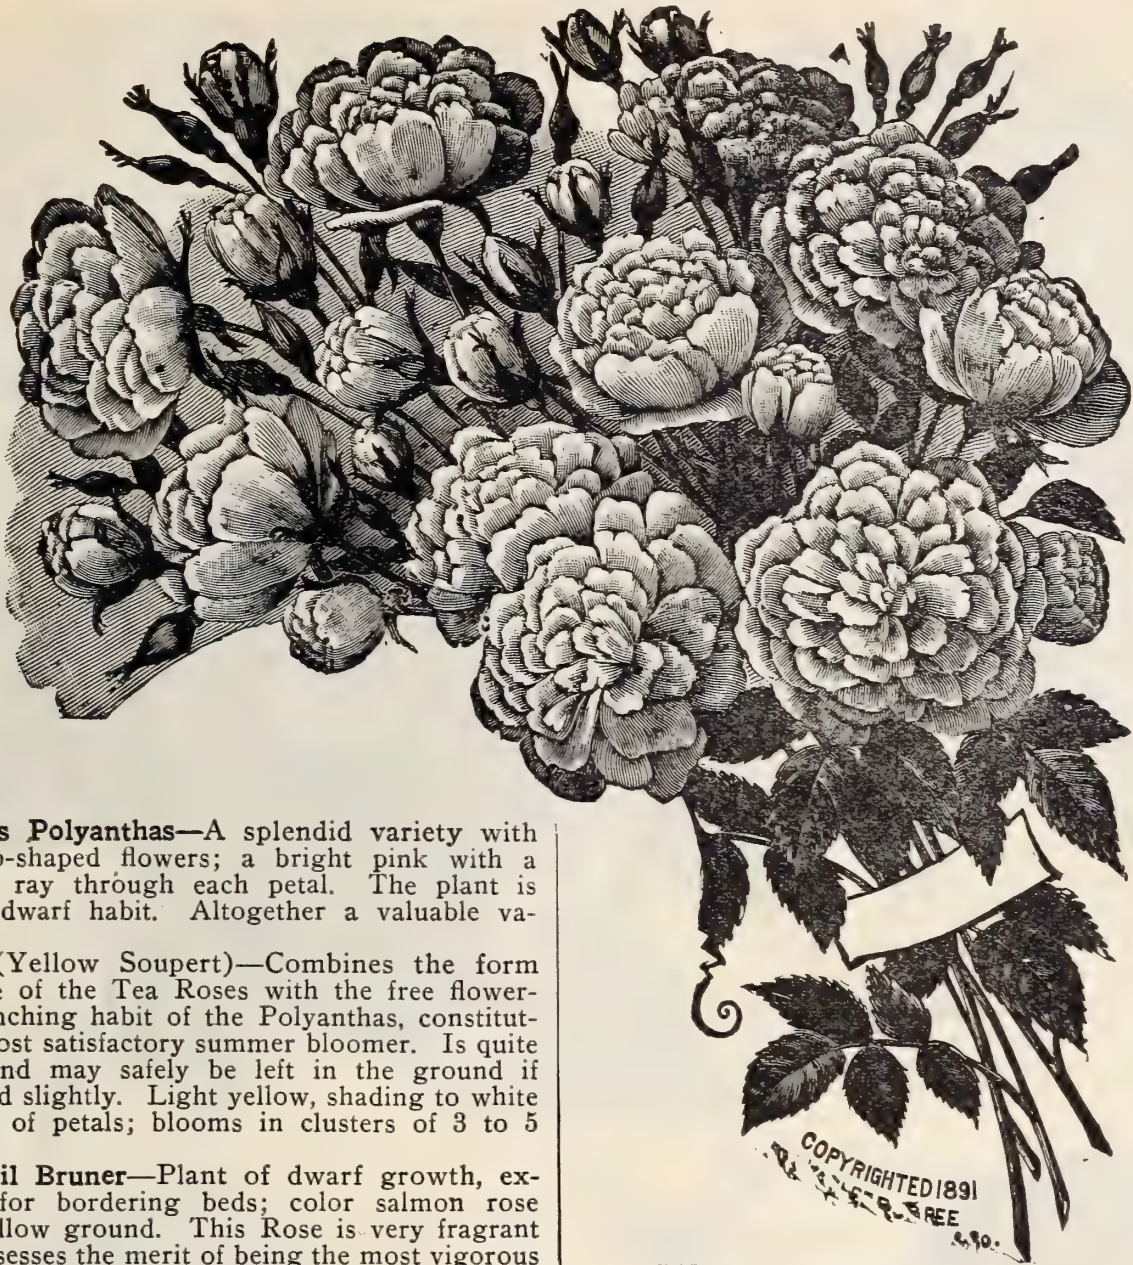 s Polyanthas—A splendid variety with
-shaped flowers; a bright pink with a
ray through each petal. The plant is
dwarf habit. Altogether a valuable va-
(Yellow Soupert)—Combines the form
e of the Tea Roses with the free flower-
nching habit of the Polyanthas, constitut-
ost satisfactory summer bloomer. Is quite
nd may safely be left in the ground if
d slightly. Light yellow, shading to white
of petals; blooms in clusters of 3 to 5
il Bruner—Plant of dwarf growth, ex-
for bordering beds; color salmon rose
llow ground. This Rose is very fragrant
sesses the merit of being the most vigorous
COPYRIGHTED 1891